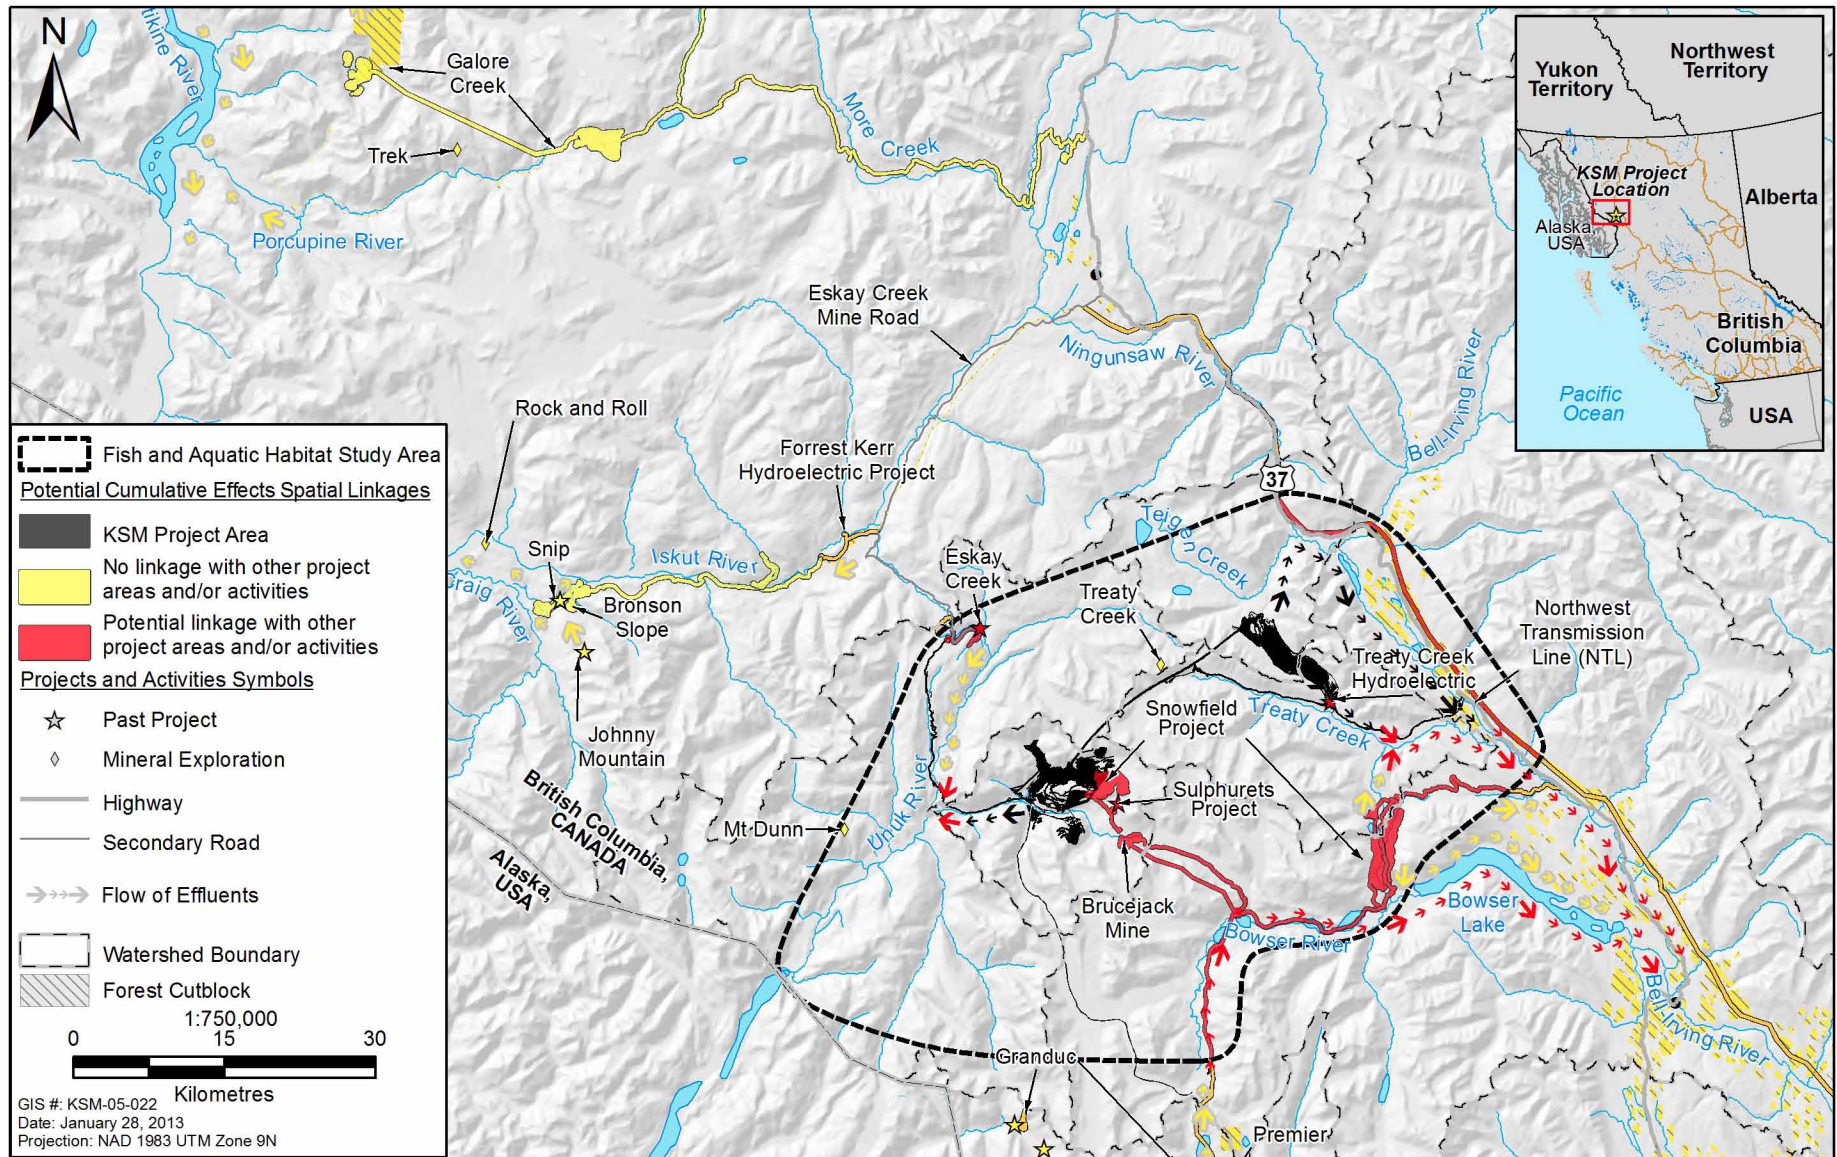 N
Stikine River
Galore
Creek
Trek
More
Creek
Porcupine River
Eskay Creek
Mine Road
Ningunsaw River
Bell-Irving River
Rock and Roll
Forrest Kerr
Hydroelectric Project
37
Teigen Creek
Snip
Iskut River
Craig River
Bronson
Slope
Eskay
Creek
Treaty
Creek
Northwest
Transmission
Line (NTL)
Treaty Creek
Hydroelectric
Snowfield
Project
Treaty Creek
Johnny
Mountain
British Columbia,
CANADA
Alaska,
USA
Mt Dunn
Unuk River
Sulphurets
Project
Brucejack
Mine
Bowser River
Bowser
Lake
Bell-Irving River
Granduc
Premier
Yukon
Territory
Northwest
Territory
KSM Project
Location
Alaska,
USA
Alberta
British
Columbia
Pacific
Ocean
USA
Fish and Aquatic Habitat Study Area
Potential Cumulative Effects Spatial Linkages
KSM Project Area
No linkage with other project
areas and/or activities
Potential linkage with other
project areas and/or activities
Projects and Activities Symbols
Past Project
Mineral Exploration
Highway
Secondary Road
Flow of Effluents
Watershed Boundary
Forest Cutblock
1:750,000
0 15 30
Kilometres
GIS #: KSM-05-022
Date: January 28, 2013
Projection: NAD 1983 UTM Zone 9N